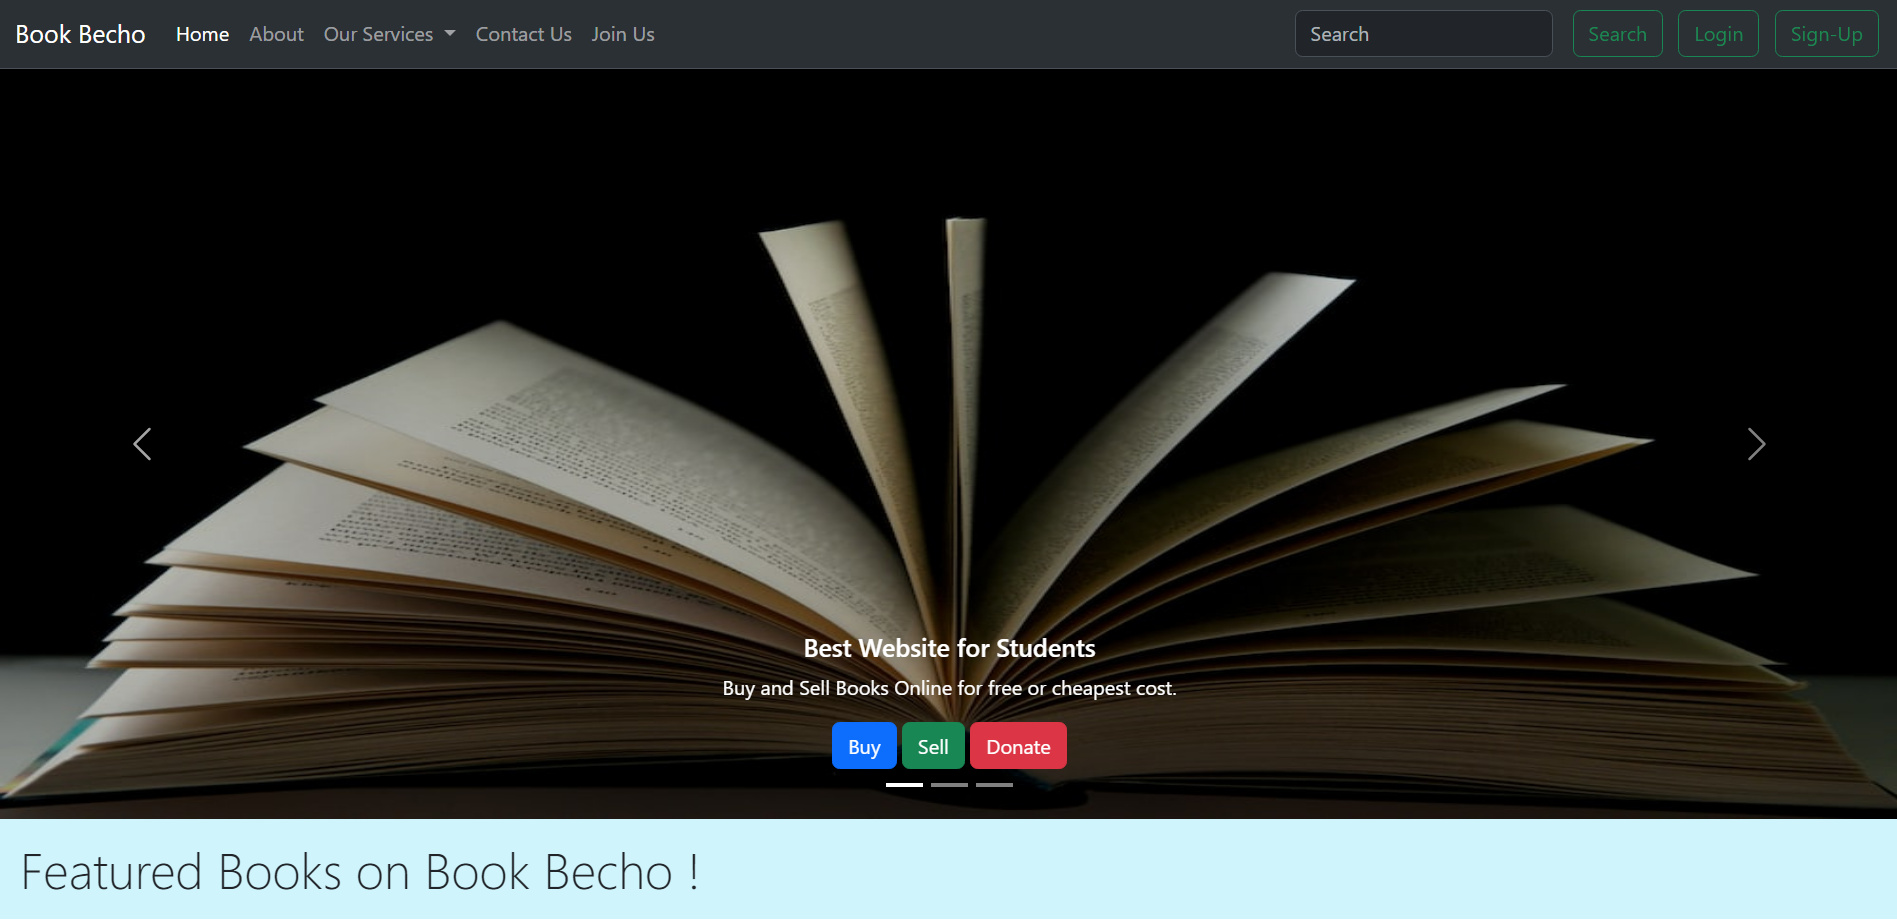 Book Becho Home About Our Services Contact Us Join Us Search Search Login Sign-Up
Best Website for Students
Buy and Sell Books Online for free or cheapest cost.
Buy Sell Donate
Featured Books on Book Becho !